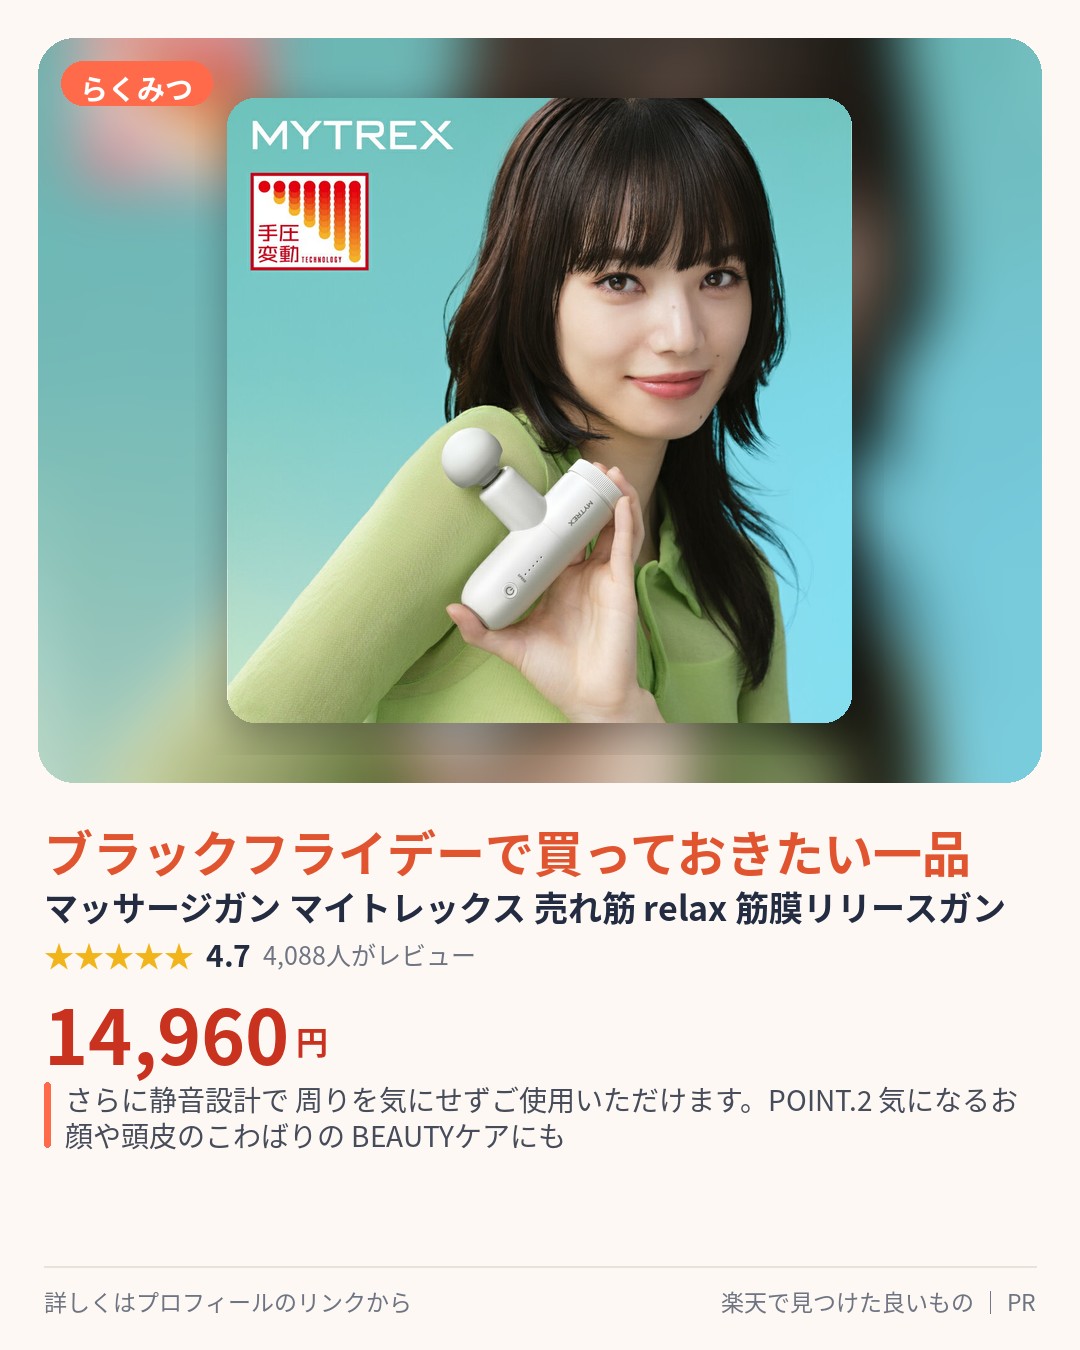 らくみつ
MYTREX
手圧
変動 TECHNOLOGY
MYTREX
ブラックフライデーで買っておきたい一品
マッサージガン マイトレックス 売れ筋 relax 筋膜リリースガン
★★★★★ 4.7 4,088人がレビュー
14,960円
さらに静音設計で 周りを気にせずご使用いただけます。POINT.2 気になるお
顔や頭皮のこわばりの BEAUTYケアにも
詳しくはプロフィールのリンクから
楽天で見つけた良いもの ｜ PR